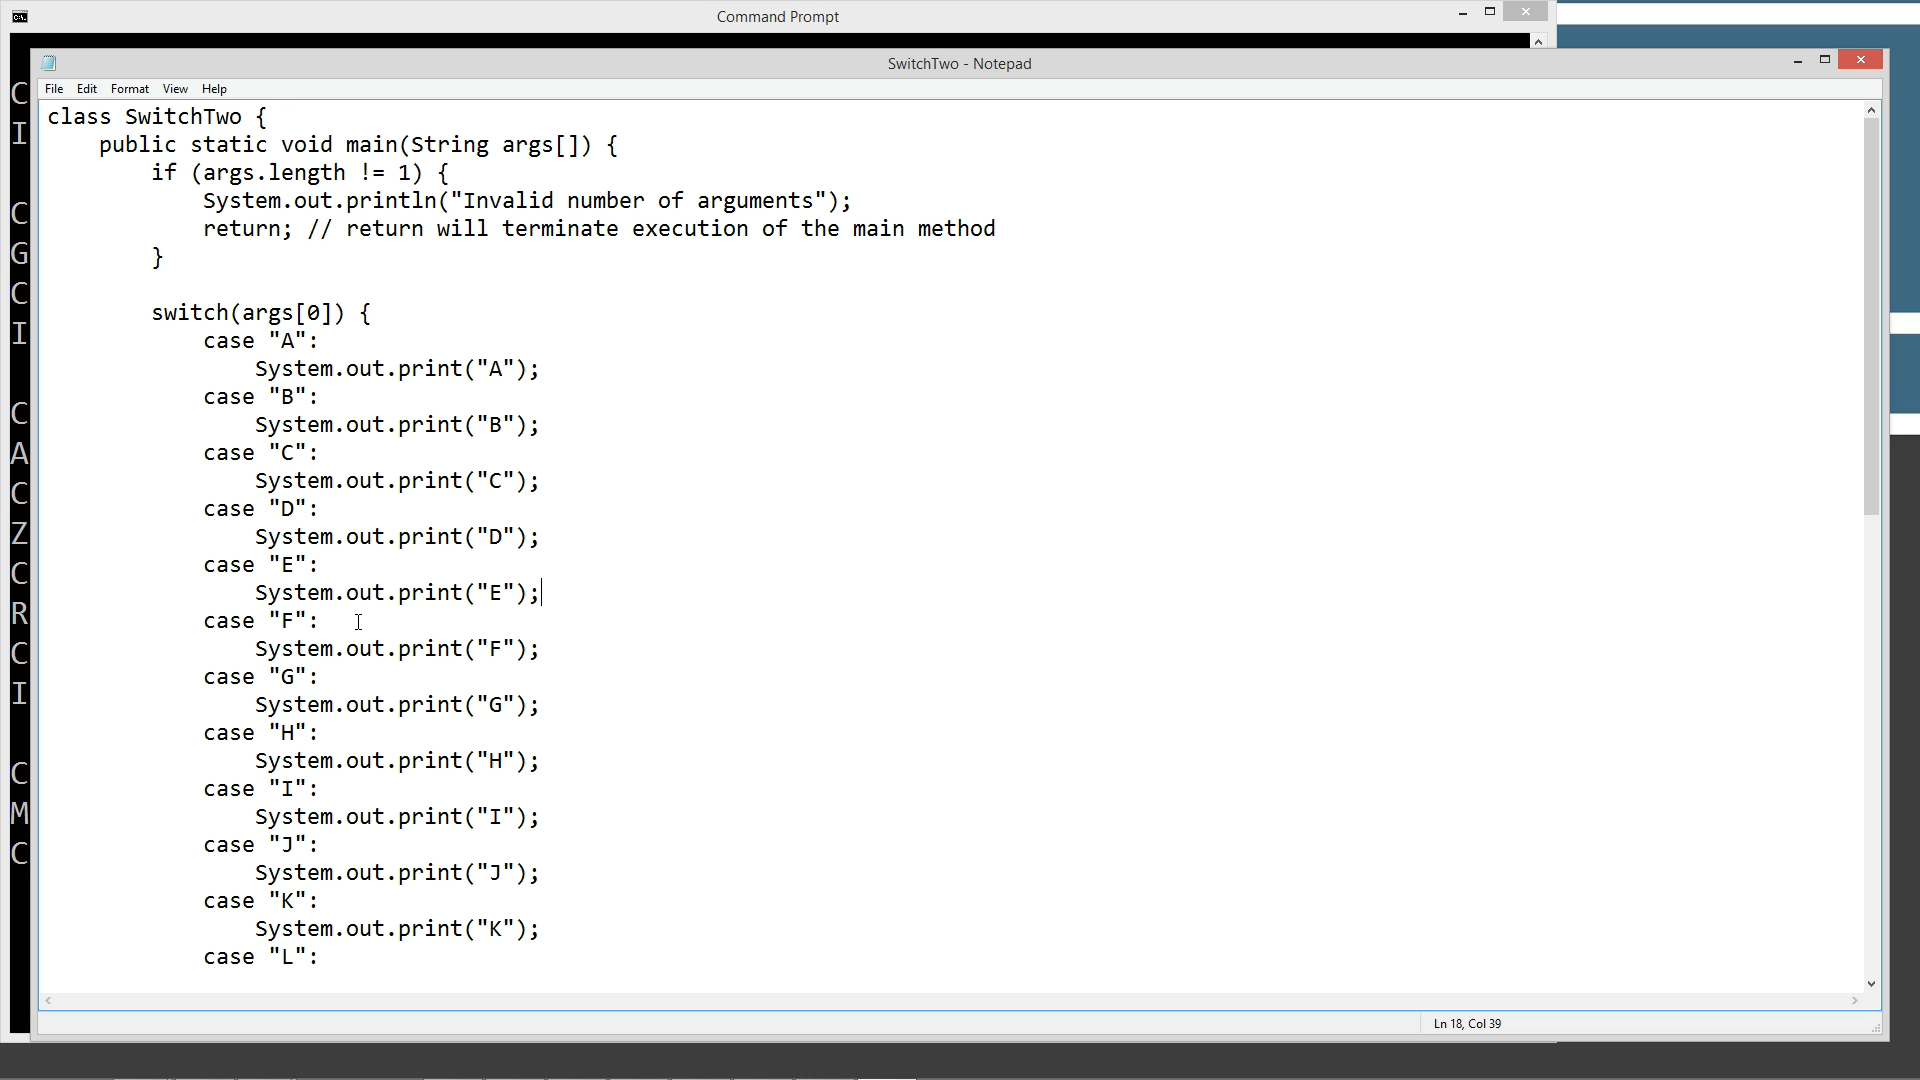 Command Prompt
SwitchTwo - Notepad
File Edit Format View Help
class SwitchTwo {
    public static void main(String args[]) {
        if (args.length != 1) {
            System.out.println("Invalid number of arguments");
            return; // return will terminate execution of the main method
        }

        switch(args[0]) {
            case "A":
                System.out.print("A");
            case "B":
                System.out.print("B");
            case "C":
                System.out.print("C");
            case "D":
                System.out.print("D");
            case "E":
                System.out.print("E");
            case "F":
                System.out.print("F");
            case "G":
                System.out.print("G");
            case "H":
                System.out.print("H");
            case "I":
                System.out.print("I");
            case "J":
                System.out.print("J");
            case "K":
                System.out.print("K");
            case "L":
C
I
C
G
C
I
C
A
C
Z
C
R
C
I
C
M
C
Ln 18, Col 39